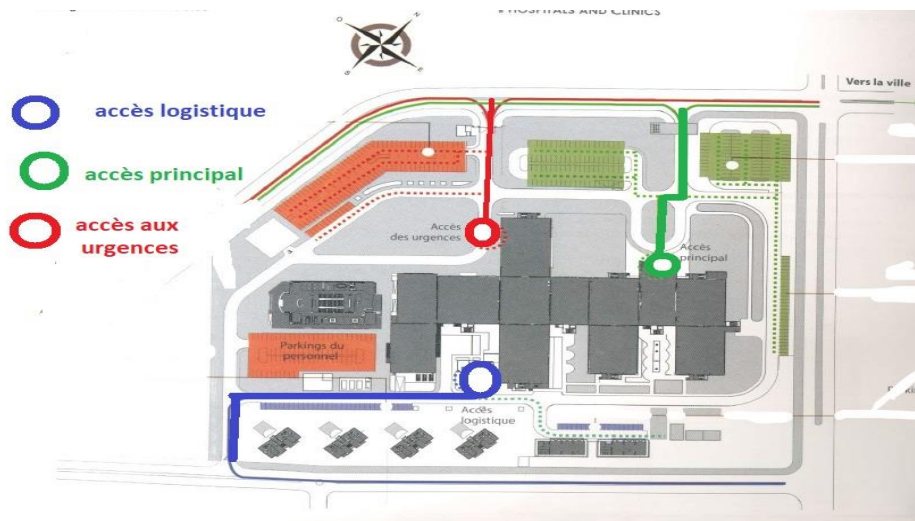 HOSPITALS AND CLINICS
N
O
E
S
Vers la ville
accès logistique
accès principal
accès aux
urgences
Accès
des urgences
Accès
principal
Parkings du
personnel
Accès
logistique